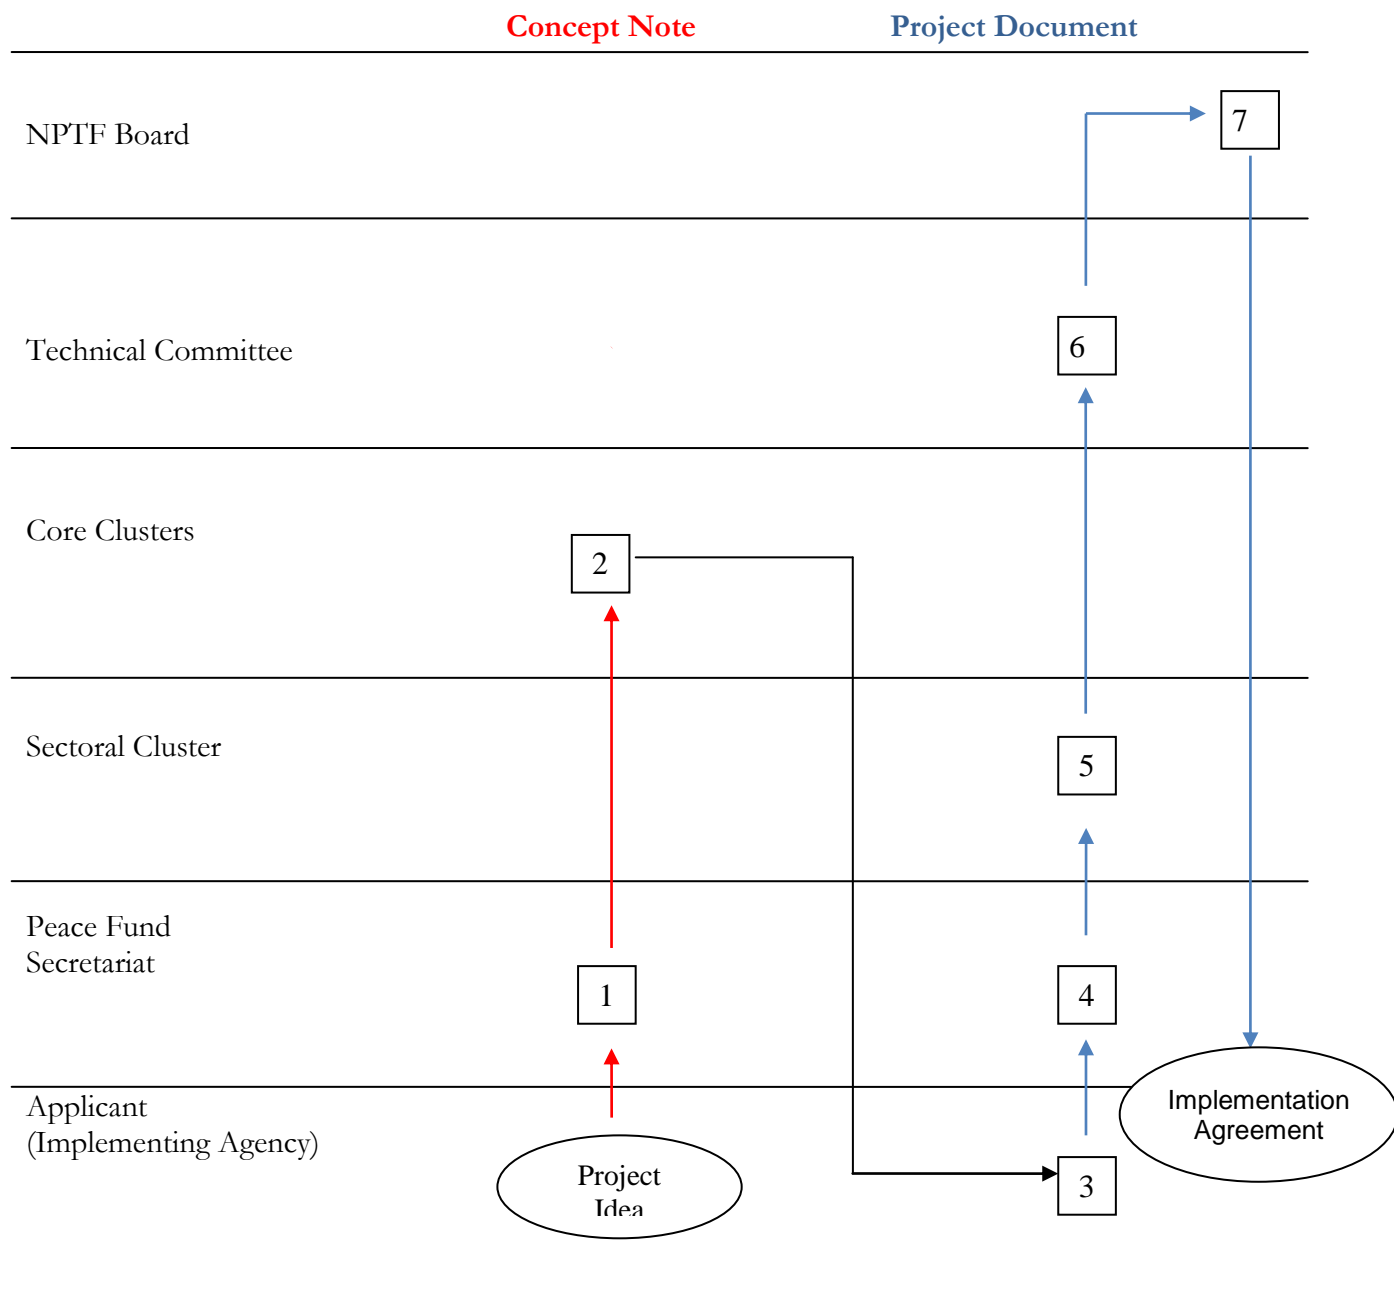 Concept Note
Project Document
NPTF Board
7
Technical Committee
6
Core Clusters
2
Sectoral Cluster
5
Peace Fund
Secretariat
1
4
Applicant
(Implementing Agency)
Implementation
Agreement
Project
Idea
3